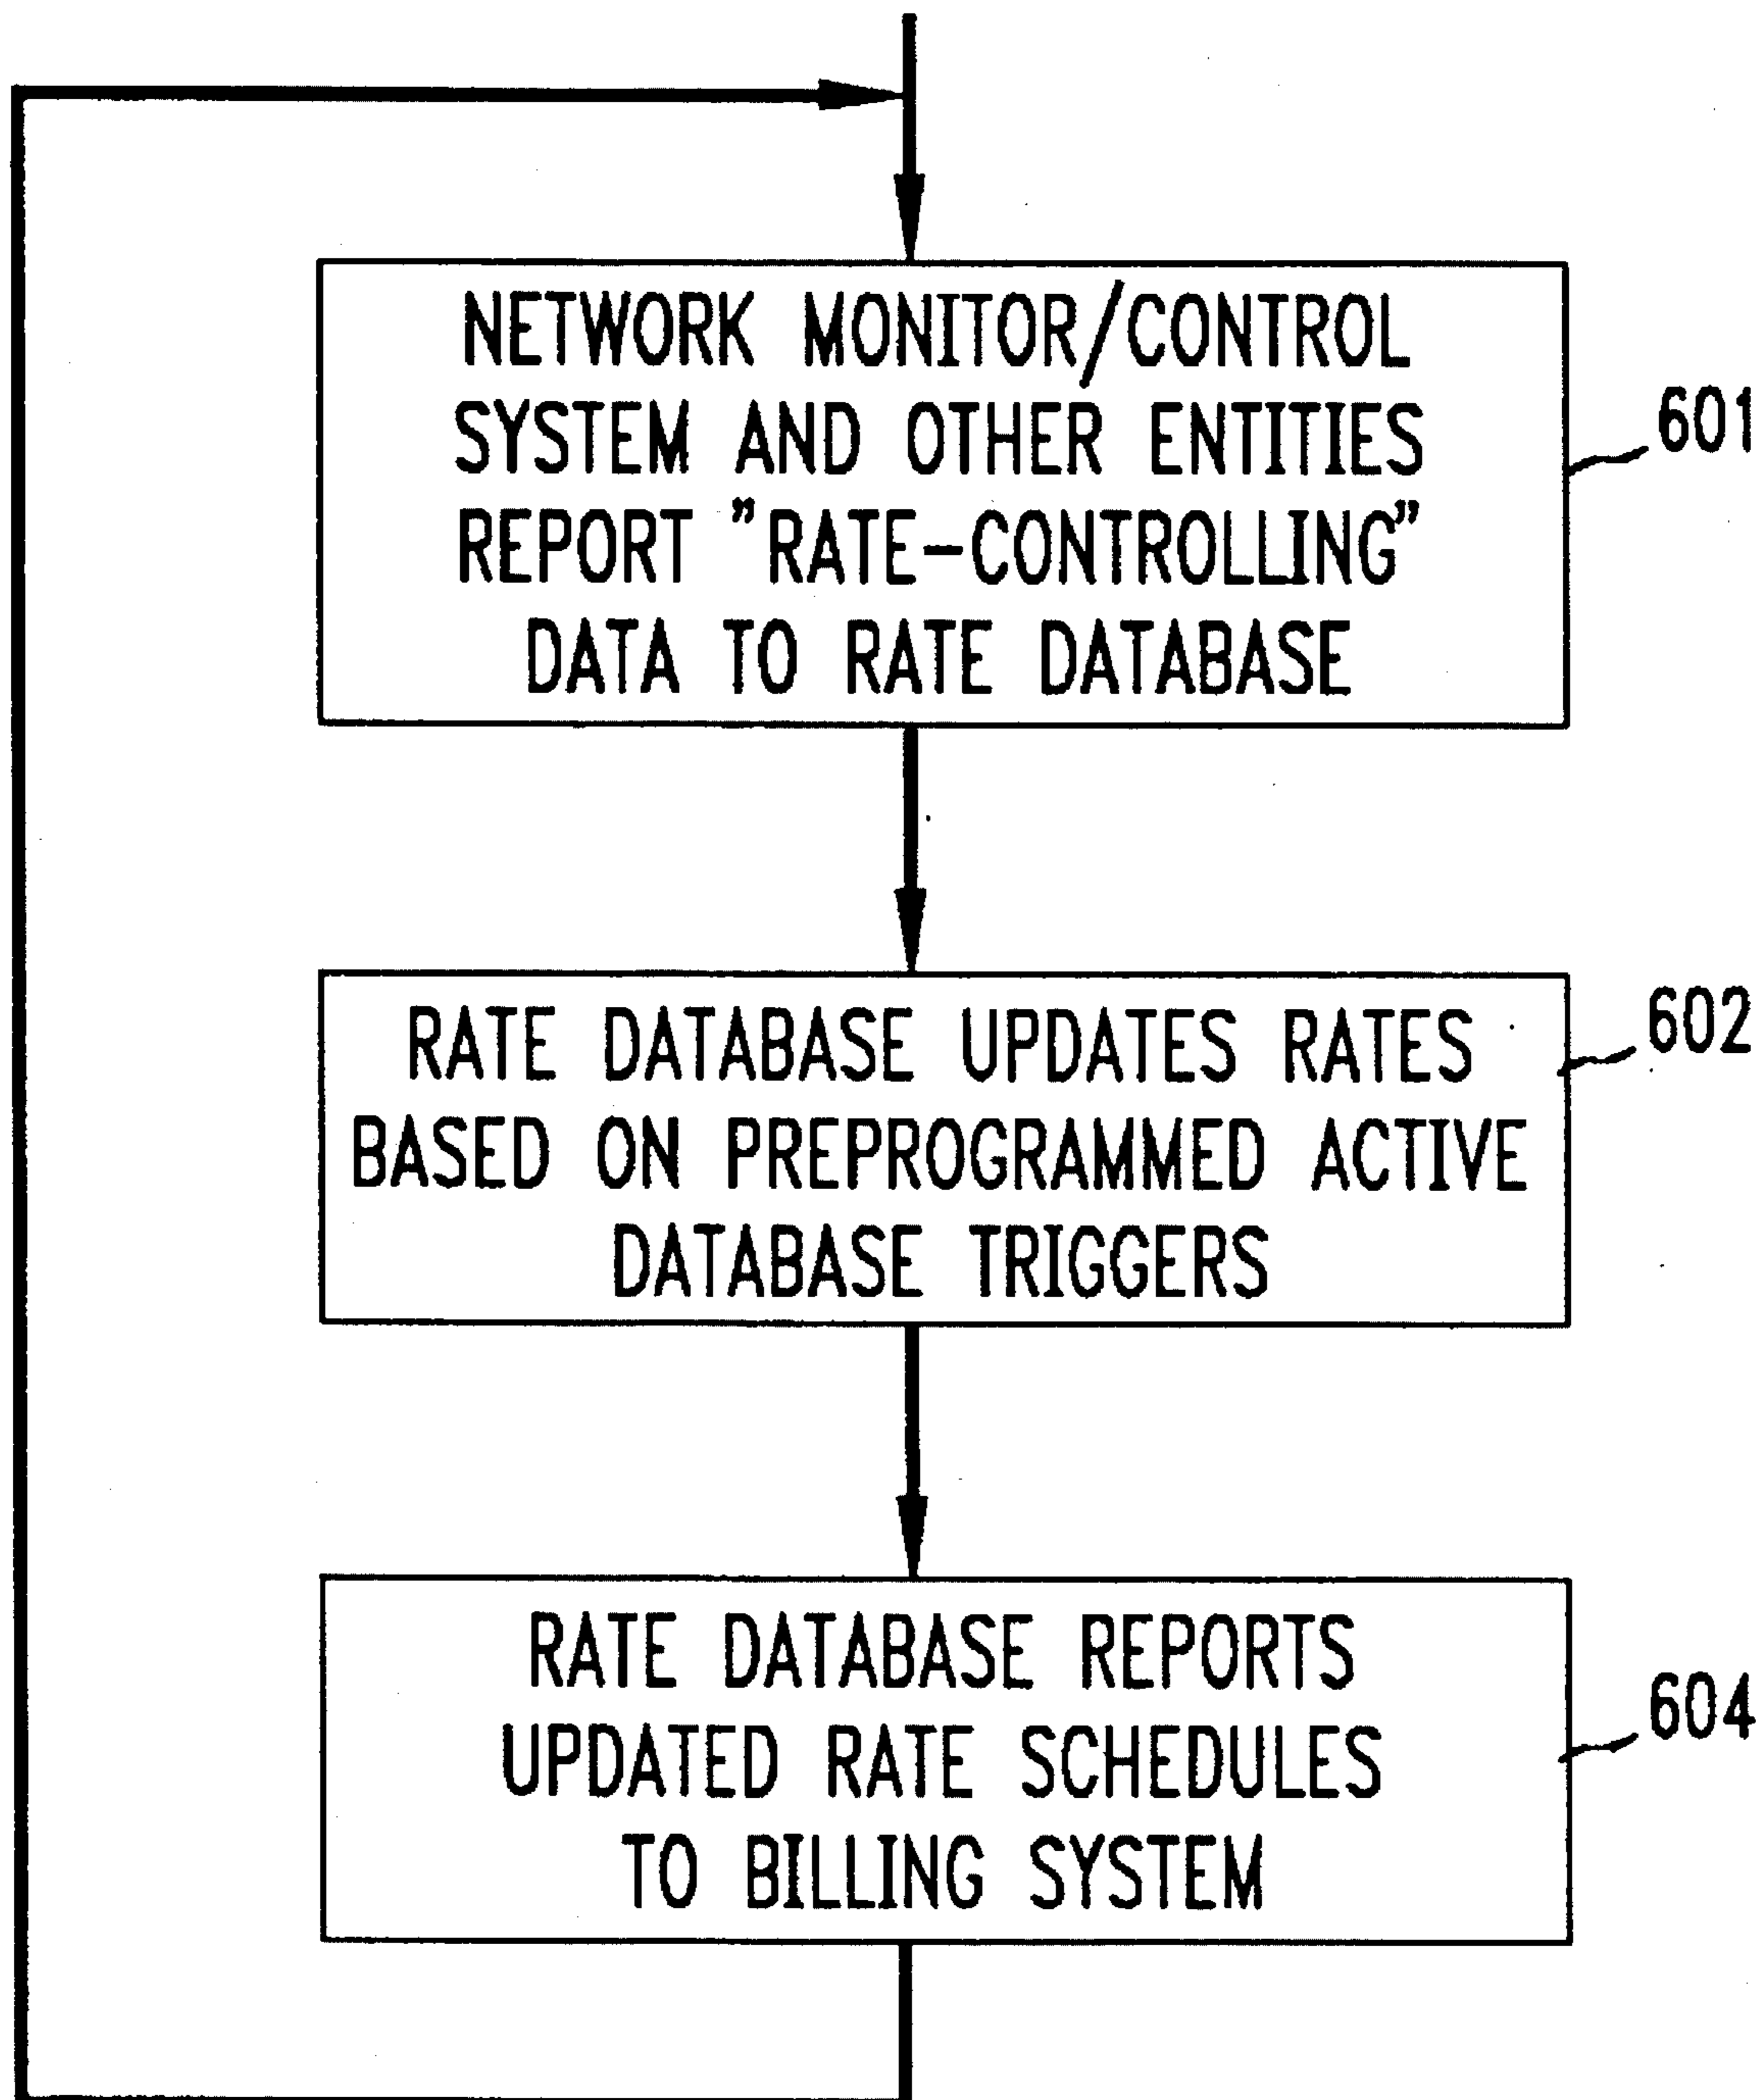 NETWORK MONITOR/CONTROL
SYSTEM AND OTHER ENTITIES
REPORT "RATE-CONTROLLING"
DATA TO RATE DATABASE
601
RATE DATABASE UPDATES RATES
BASED ON PREPROGRAMMED ACTIVE
DATABASE TRIGGERS
602
RATE DATABASE REPORTS
UPDATED RATE SCHEDULES
TO BILLING SYSTEM
604